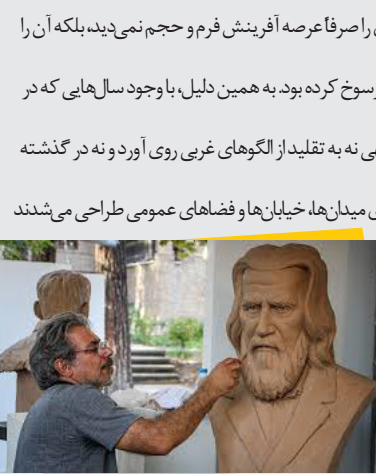 را صرفاً عرصه آفرینش فرم و حجم نمی‌دید، بلکه آن را
رسوخ کرده بود. به همین دلیل، با وجود سال‌هایی که در
نه به تقلید از الگوهای غربی روی آورد و نه در گذشته
میدان‌ها، خیابان‌ها و فضاهای عمومی طراحی می‌شدند